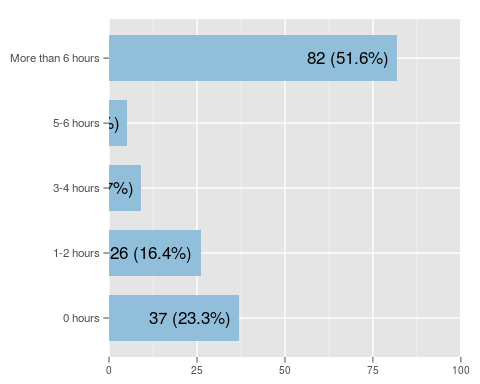 More than 6 hours
82 (51.6%)
5-6 hours
%)
3-4 hours
7%)
1-2 hours
26 (16.4%)
0 hours
37 (23.3%)
0
25
50
75
100